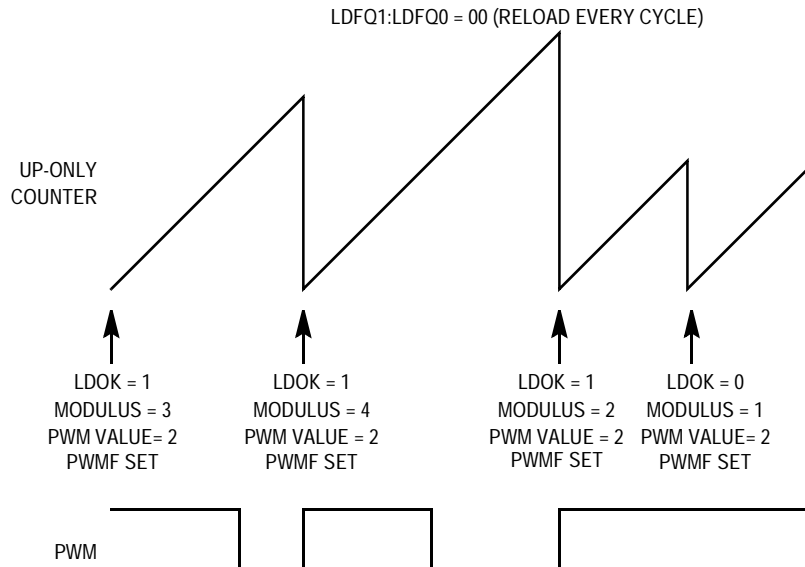 LDFQ1:LDFQ0 = 00 (RELOAD EVERY CYCLE)
UP-ONLY
COUNTER
LDOK = 1
MODULUS = 3
PWM VALUE= 2
PWMF SET
LDOK = 1
MODULUS = 4
PWM VALUE = 2
PWMF SET
LDOK = 1
MODULUS = 2
PWM VALUE = 2
PWMF SET
LDOK = 0
MODULUS = 1
PWM VALUE= 2
PWMF SET
PWM